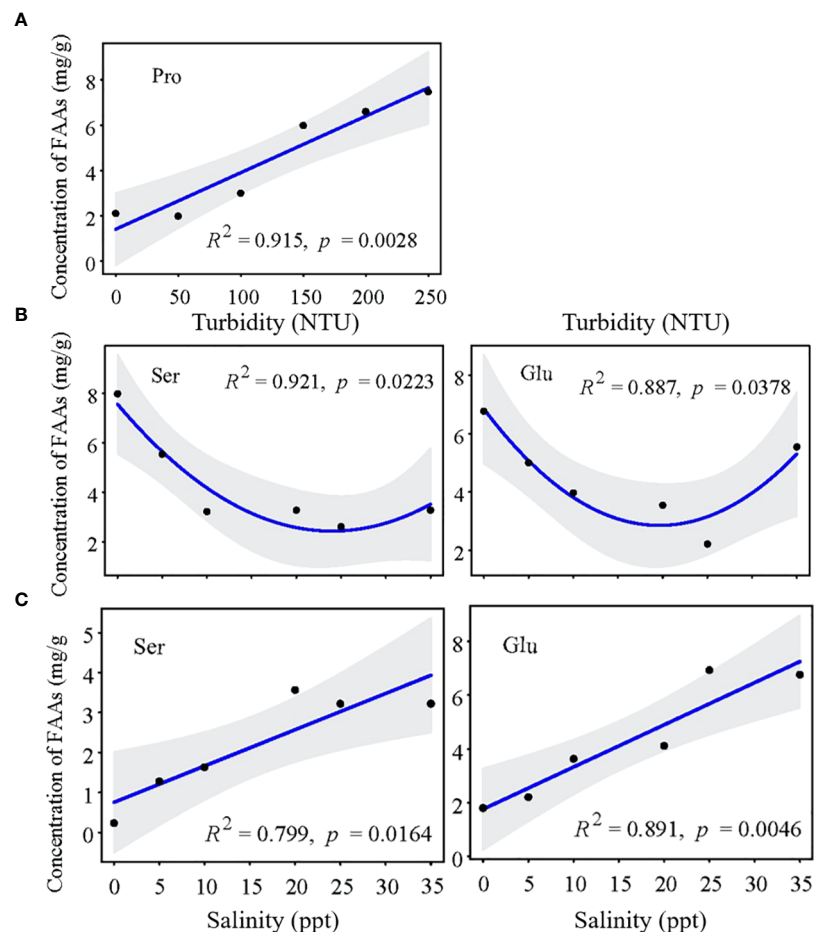 A
Concentration of FAAs (mg/g)
Pro
8
6
4
2
0
R² = 0.915, p = 0.0028
0 50 100 150 200 250
Turbidity (NTU)
Turbidity (NTU)
B
Concentration of FAAs (mg/g)
Ser
R² = 0.921, p = 0.0223
8
6
4
2
Glu
R² = 0.887, p = 0.0378
8
6
4
2
C
Concentration of FAAs (mg/g
Ser
5
4
3
2
1
0
R² = 0.799, p = 0.0164
0 5 10 15 20 25 30 35
Salinity (ppt)
Glu
8
6
4
2
0
R² = 0.891, p = 0.0046
0 5 10 15 20 25 30 35
Salinity (ppt)